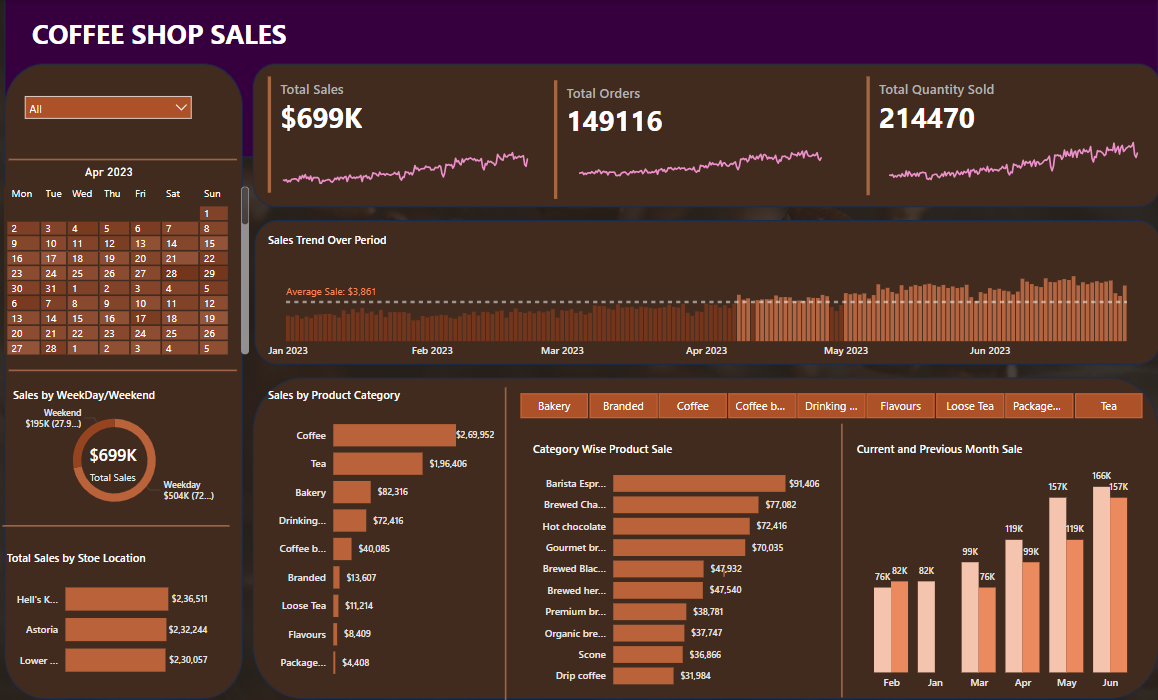 COFFEE SHOP SALES
All
Total Sales
$699K
Total Orders
149116
Total Quantity Sold
214470
Apr 2023
Mon Tue Wed Thu Fri Sat Sun
1
2 3 4 5 6 7 8
9 10 11 12 13 14 15
16 17 18 19 20 21 22
23 24 25 26 27 28 29
30 31 1 2 3 4 5
6 7 8 9 10 11 12
13 14 15 16 17 18 19
20 21 22 23 24 25 26
27 28 1 2 3 4 5
Sales Trend Over Period
Average Sale: $3,861
Jan 2023 Feb 2023 Mar 2023 Apr 2023 May 2023 Jun 2023
Sales by WeekDay/Weekend
Weekend
$195K (27.9...)
$699K
Total Sales
Weekday
$504K (72...)
Total Sales by Stoe Location
Hell's K... $2,36,511
Astoria $2,32,244
Lower ... $2,30,057
Sales by Product Category
Coffee $2,69,952
Tea $1,96,406
Bakery $82,316
Drinking... $72,416
Coffee b... $40,085
Branded $13,607
Loose Tea $11,214
Flavours $8,409
Package... $4,408
Bakery Branded Coffee Coffee b... Drinking ... Flavours Loose Tea Package... Tea
Category Wise Product Sale
Barista Espr... $91,406
Brewed Cha... $77,082
Hot chocolate $72,416
Gourmet br... $70,035
Brewed Blac... $47,932
Brewed her... $47,540
Premium br... $38,781
Organic bre... $37,747
Scone $36,866
Drip coffee $31,984
Current and Previous Month Sale
76K 82K 82K 99K 76K 119K 99K 157K 119K 166K 157K
Feb Jan Mar Apr May Jun